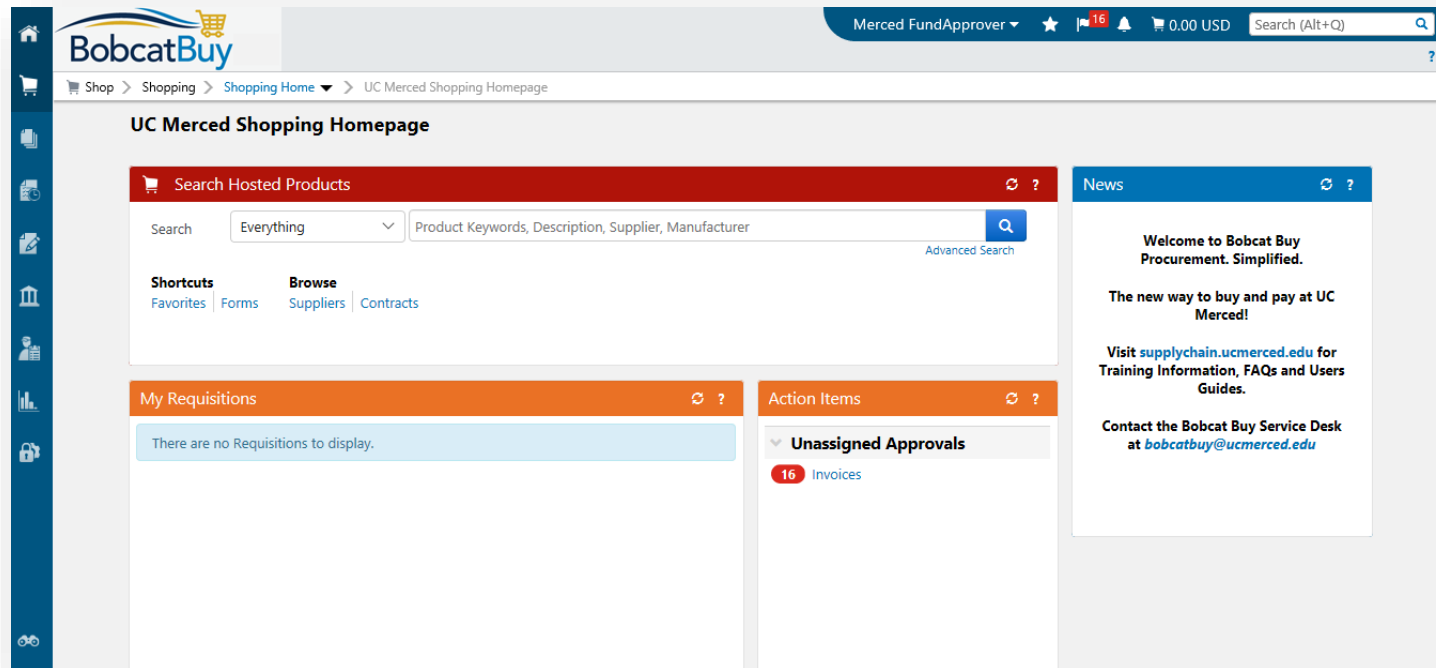 BobcatBuy
Merced FundApprover
16
0.00 USD
Search (Alt+Q)
?
Shop > Shopping > Shopping Home > UC Merced Shopping Homepage
UC Merced Shopping Homepage
Search Hosted Products ?
Search Everything Product Keywords, Description, Supplier, Manufacturer
Advanced Search
Shortcuts Browse
Favorites Forms Suppliers Contracts
My Requisitions ?
There are no Requisitions to display.
Action Items ?
Unassigned Approvals
16 Invoices
News ?
Welcome to Bobcat Buy
Procurement. Simplified.
The new way to buy and pay at UC
Merced!
Visit supplychain.ucmerced.edu for
Training Information, FAQs and Users
Guides.
Contact the Bobcat Buy Service Desk
at bobcatbuy@ucmerced.edu